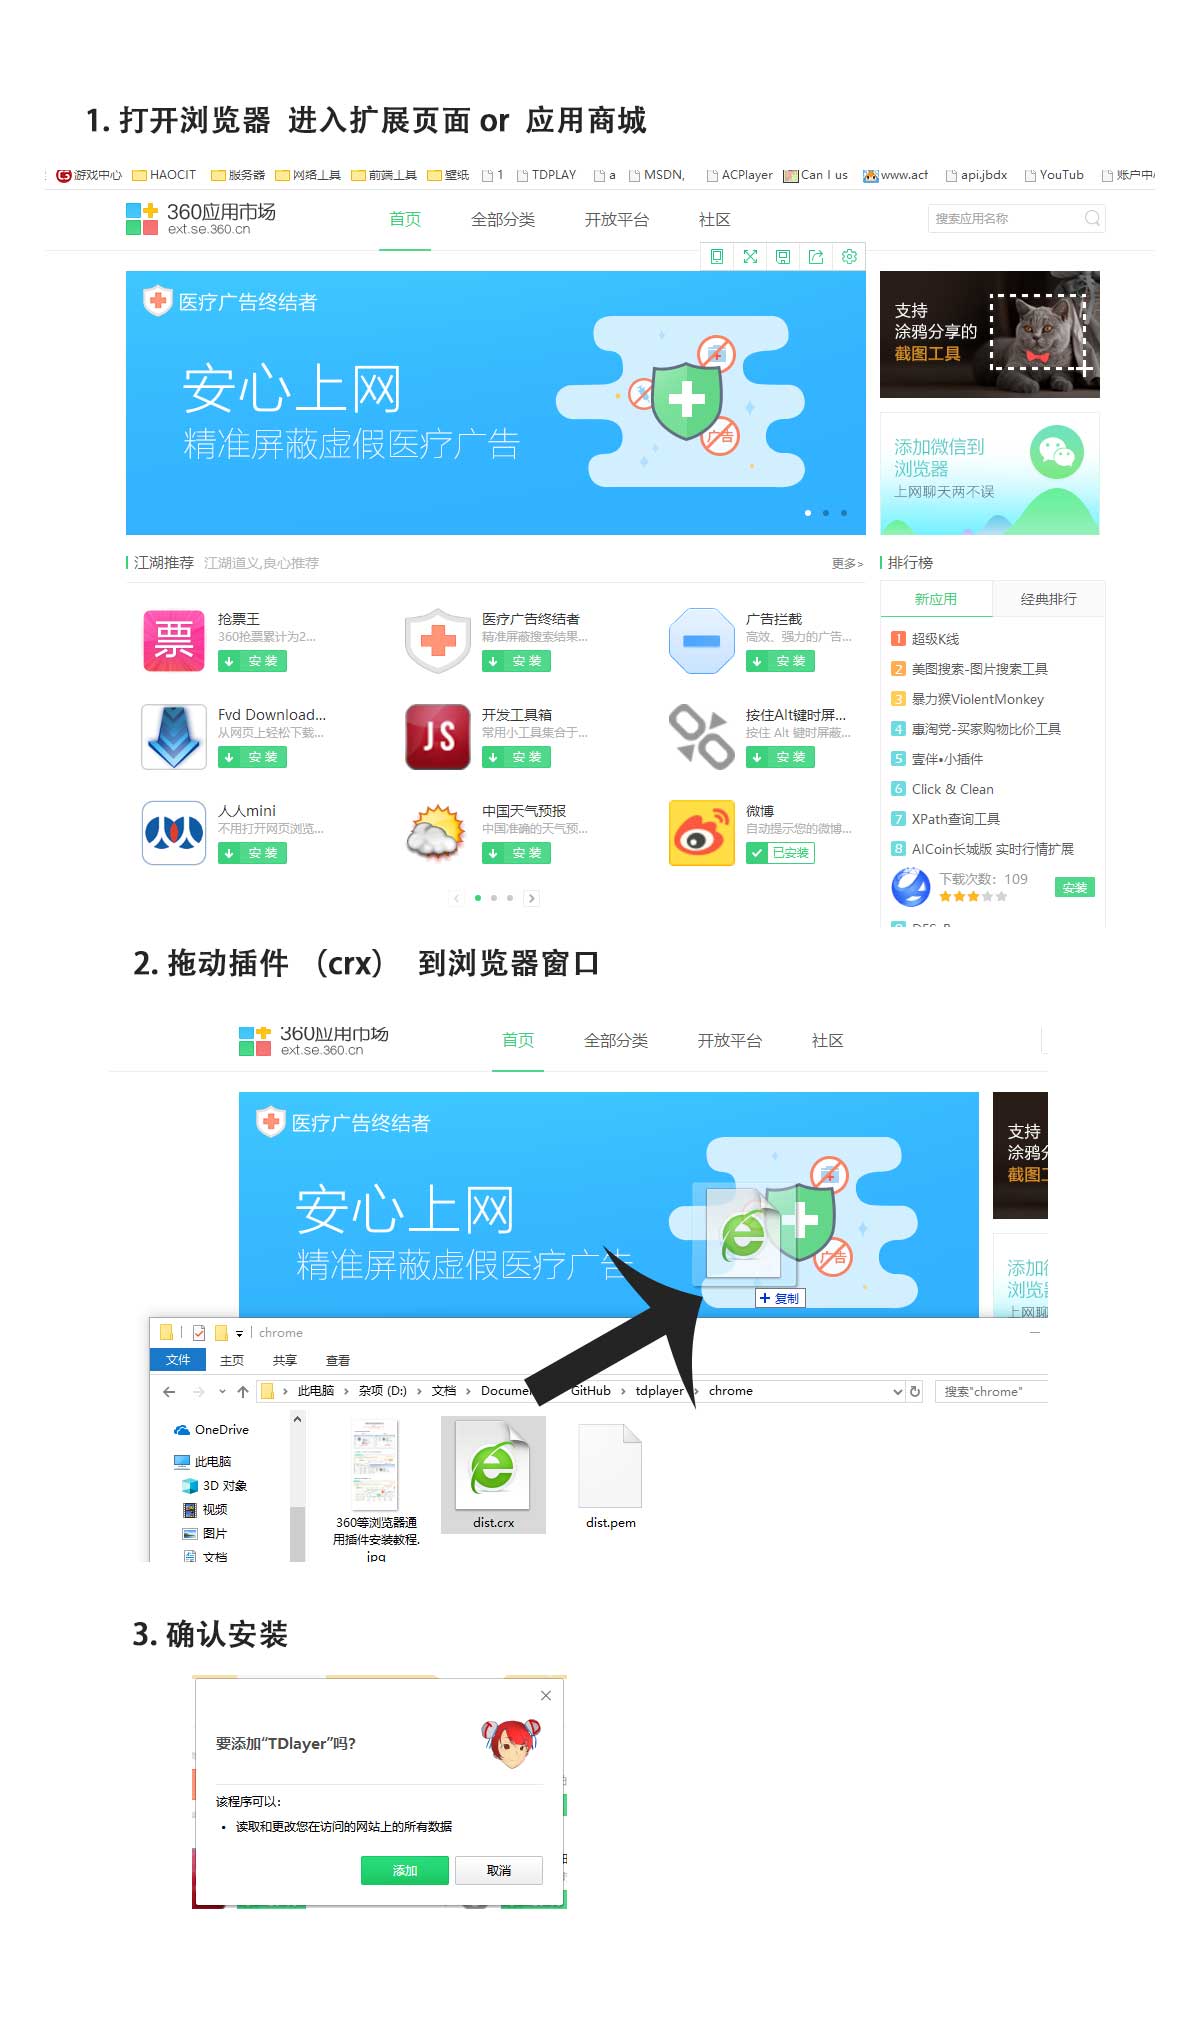 1. 打开浏览器 进入扩展页面 or 应用商城
游戏中心 HAOCIT 服务器 网络工具 前端工具 壁纸 1 TDPLAY a MSDN, ACPlayer Can I us www.act api.jbdx YouTub 账户中心
360应用市场
ext.se.360.cn
首页 全部分类 开放平台 社区
搜索应用名称
医疗广告终结者
安心上网
精准屏蔽虚假医疗广告
广告
支持
涂鸦分享的
截图工具
添加微信到
浏览器
上网聊天两不误
江湖推荐 江湖道义,良心推荐 更多>
排行榜
新应用 经典排行
抢票王
360抢票累计为2...
安装
医疗广告终结者
精准屏蔽搜索结果...
安装
广告拦截
高效、强力的广告...
安装
票
Fvd Download...
从网页上轻松下载...
安装
JS
开发工具箱
常用小工具集合于...
安装
按住Alt键时屏...
按住 Alt 键时屏蔽...
安装
人人mini
不用打开网页浏览...
安装
中国天气预报
中国准确的天气预...
安装
微博
自动提示您的微博...
已安装
1 超级K线
2 美图搜索-图片搜索工具
3 暴力猴ViolentMonkey
4 惠淘党-买家购物比价工具
5 壹伴•小插件
6 Click & Clean
7 XPath查询工具
8 AICoin长城版 实时行情扩展
下载次数：109
安装
2. 拖动插件 （crx） 到浏览器窗口
360应用市场
ext.se.360.cn
首页 全部分类 开放平台 社区
医疗广告终结者
安心上网
精准屏蔽虚假医疗广告
广告
支持
涂鸦分
截图工
添加微
浏览器
上网聊
+ 复制
chrome
文件 主页 共享 查看
此电脑 杂项 (D:) 文档 Docume GitHub tdplayer chrome
搜索"chrome"
OneDrive
此电脑
3D 对象
视频
图片
文档
360等浏览器通
用插件安装教程.
jpg
dist.crx
dist.pem
3. 确认安装
要添加“TDlayer”吗?
该程序可以：
• 读取和更改您在访问的网站上的所有数据
添加 取消